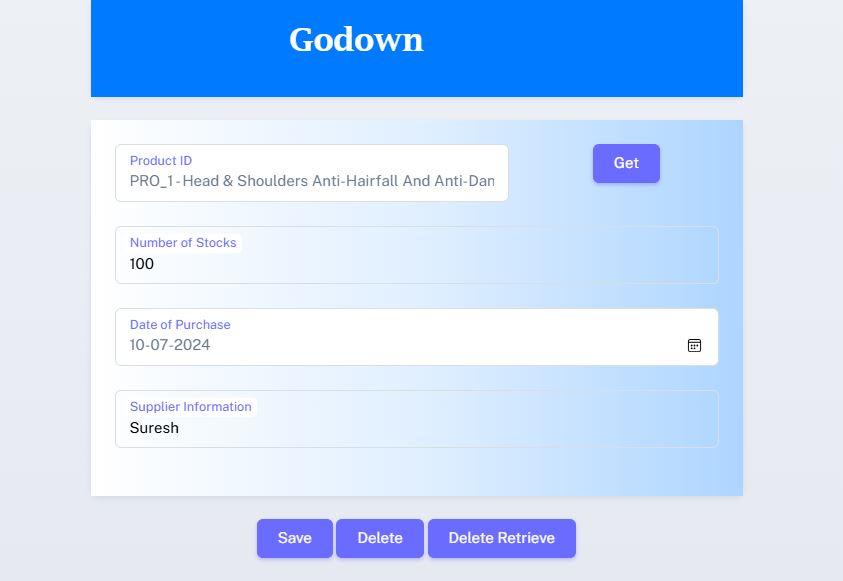 Godown
Product ID
PRO_1 - Head & Shoulders Anti-Hairfall And Anti-Dan
Get
Number of Stocks
100
Date of Purchase
10-07-2024
Supplier Information
Suresh
Save
Delete
Delete Retrieve